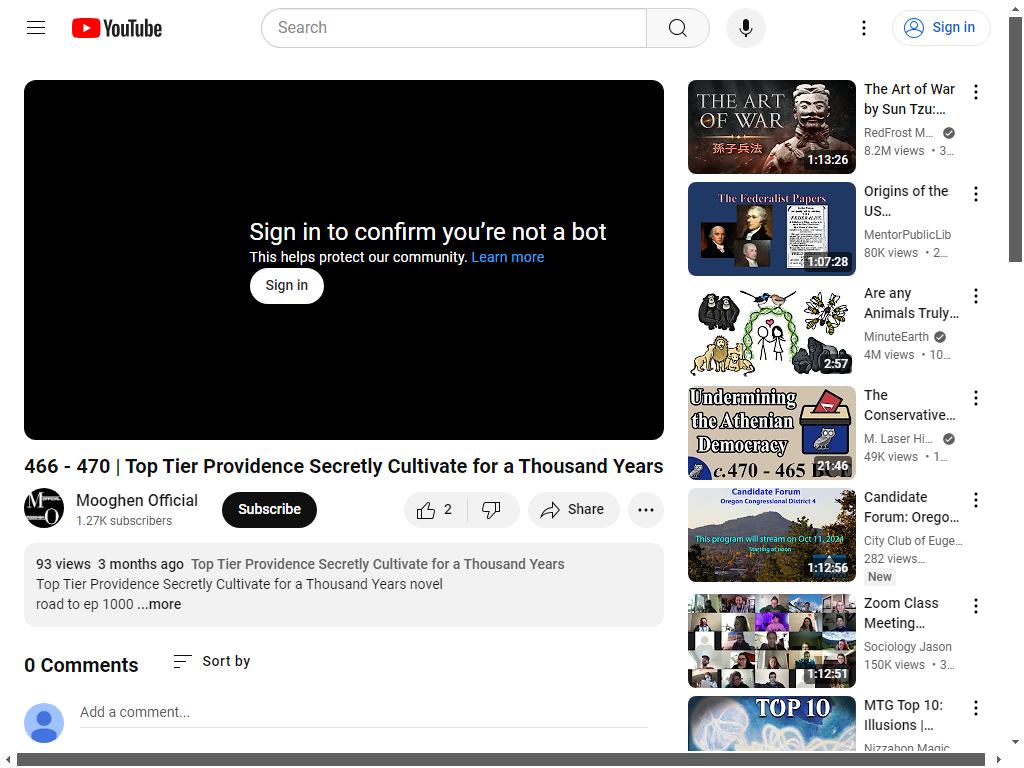 YouTube
Search
Sign in
Sign in to confirm you’re not a bot
This helps protect our community. Learn more
Sign in
466 - 470 | Top Tier Providence Secretly Cultivate for a Thousand Years
Mooghen Official
1.27K subscribers
Subscribe
2
Share
93 views 3 months ago Top Tier Providence Secretly Cultivate for a Thousand Years
Top Tier Providence Secretly Cultivate for a Thousand Years novel
road to ep 1000 ...more
0 Comments
Sort by
Add a comment...
THE ART
OF WAR
孫子兵法
1:13:26
The Art of War
by Sun Tzu:...
RedFrost M...
8.2M views • 3...
The Federalist Papers
1:07:28
Origins of the
US...
MentorPublicLib
80K views • 2...
2:57
Are any
Animals Truly...
MinuteEarth
4M views • 10...
Undermining
the Athenian
Democracy
c.470 - 465 BCE
21:46
The
Conservative...
M. Laser Hi...
49K views • 1...
Candidate Forum
Oregon Congressional District 4
This program will stream on Oct 11, 2024
Starting at noon
1:12:56
Candidate
Forum: Orego...
City Club of Euge...
282 views...
New
1:12:51
Zoom Class
Meeting...
Sociology Jason
150K views • 3...
TOP 10
MTG Top 10:
Illusions |...
Nizzahon Magic